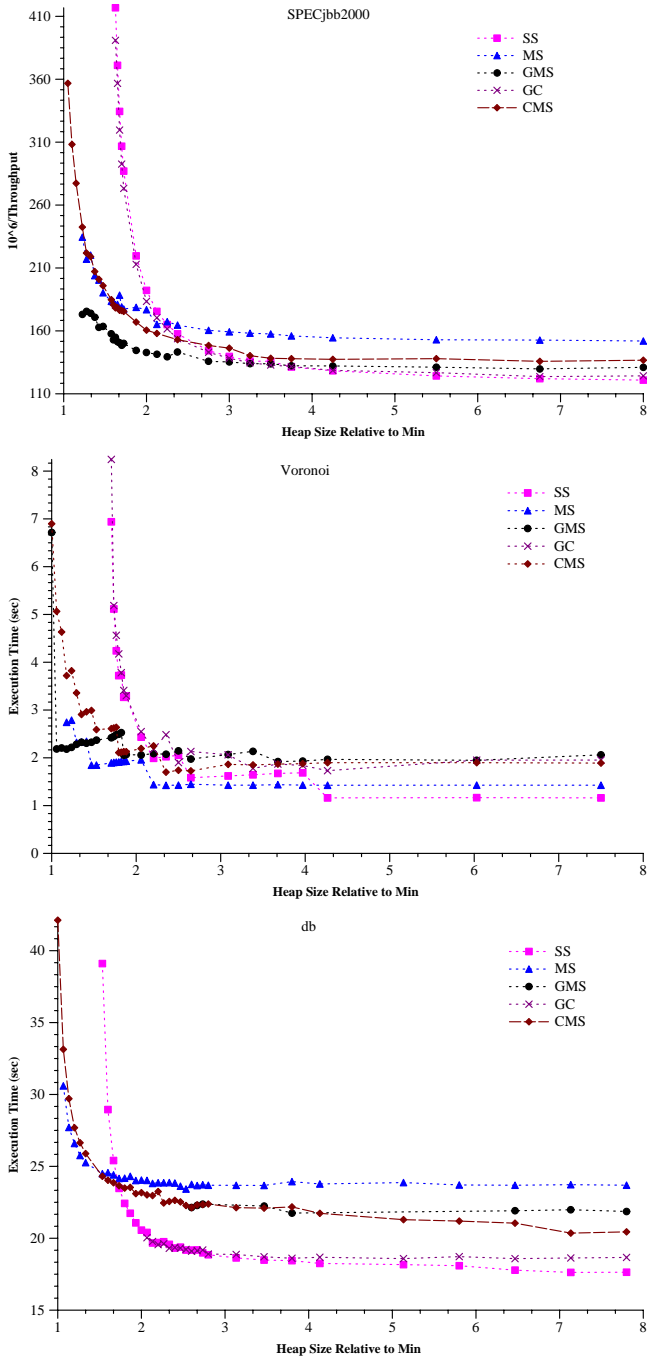 SPECjbb2000
410
360
310
260
210
160
110
10^6/Throughput
SS
MS
GMS
GC
CMS
1 2 3 4 5 6 7 8
Heap Size Relative to Min
Voronoi
8
7
6
5
4
3
2
1
0
Execution Time (sec)
SS
MS
GMS
GC
CMS
1 2 3 4 5 6 7 8
Heap Size Relative to Min
db
40
35
30
25
20
15
Execution Time (sec)
SS
MS
GMS
GC
CMS
1 2 3 4 5 6 7 8
Heap Size Relative to Min